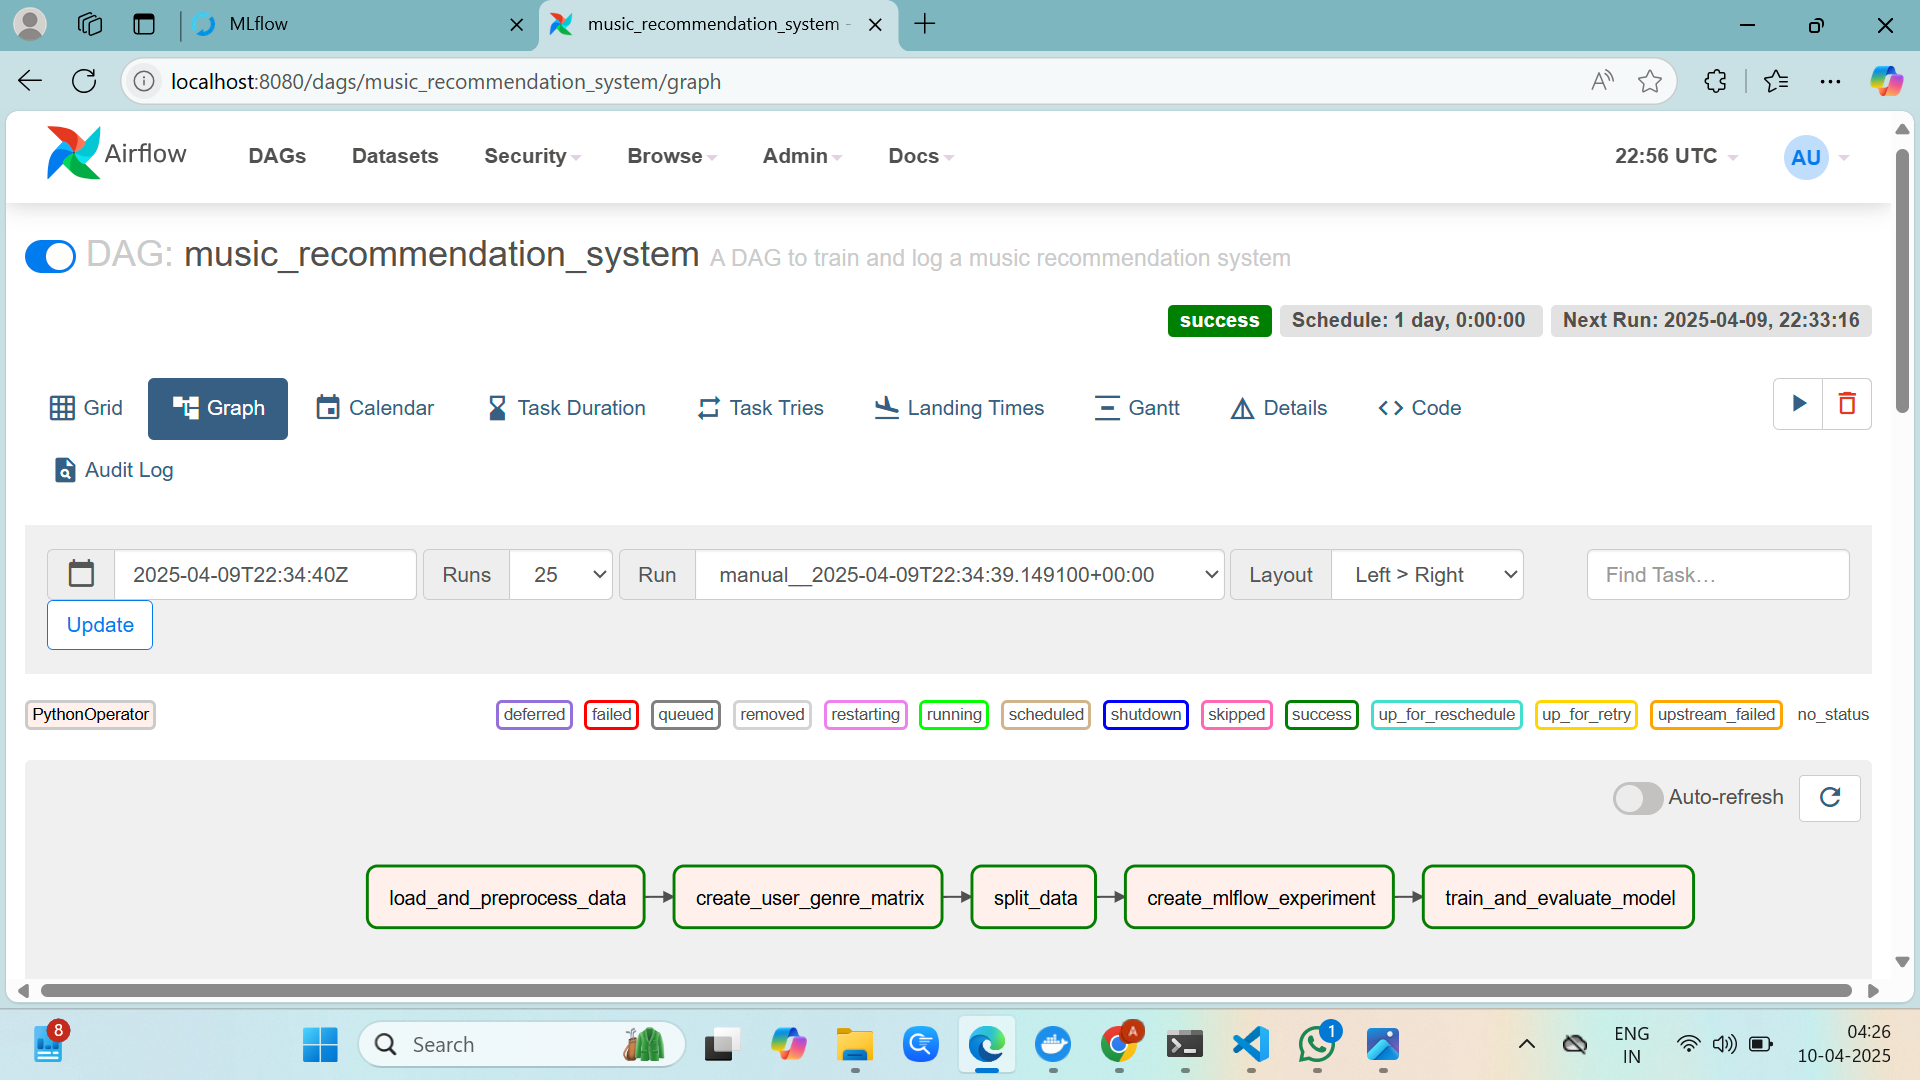 MLflow
music_recommendation_system -
localhost:8080/dags/music_recommendation_system/graph
Airflow DAGs Datasets Security Browse Admin Docs 22:56 UTC AU
DAG: music_recommendation_system A DAG to train and log a music recommendation system
success Schedule: 1 day, 0:00:00 Next Run: 2025-04-09, 22:33:16
Grid Graph Calendar Task Duration Task Tries Landing Times Gantt Details Code
Audit Log
2025-04-09T22:34:40Z Runs 25 Run manual__2025-04-09T22:34:39.149100+00:00 Layout Left > Right Find Task…
Update
PythonOperator deferred failed queued removed restarting running scheduled shutdown skipped success up_for_reschedule up_for_retry upstream_failed no_status
Auto-refresh
load_and_preprocess_data create_user_genre_matrix split_data create_mlflow_experiment train_and_evaluate_model
8 Search A 1 ENG
IN
04:26
10-04-2025